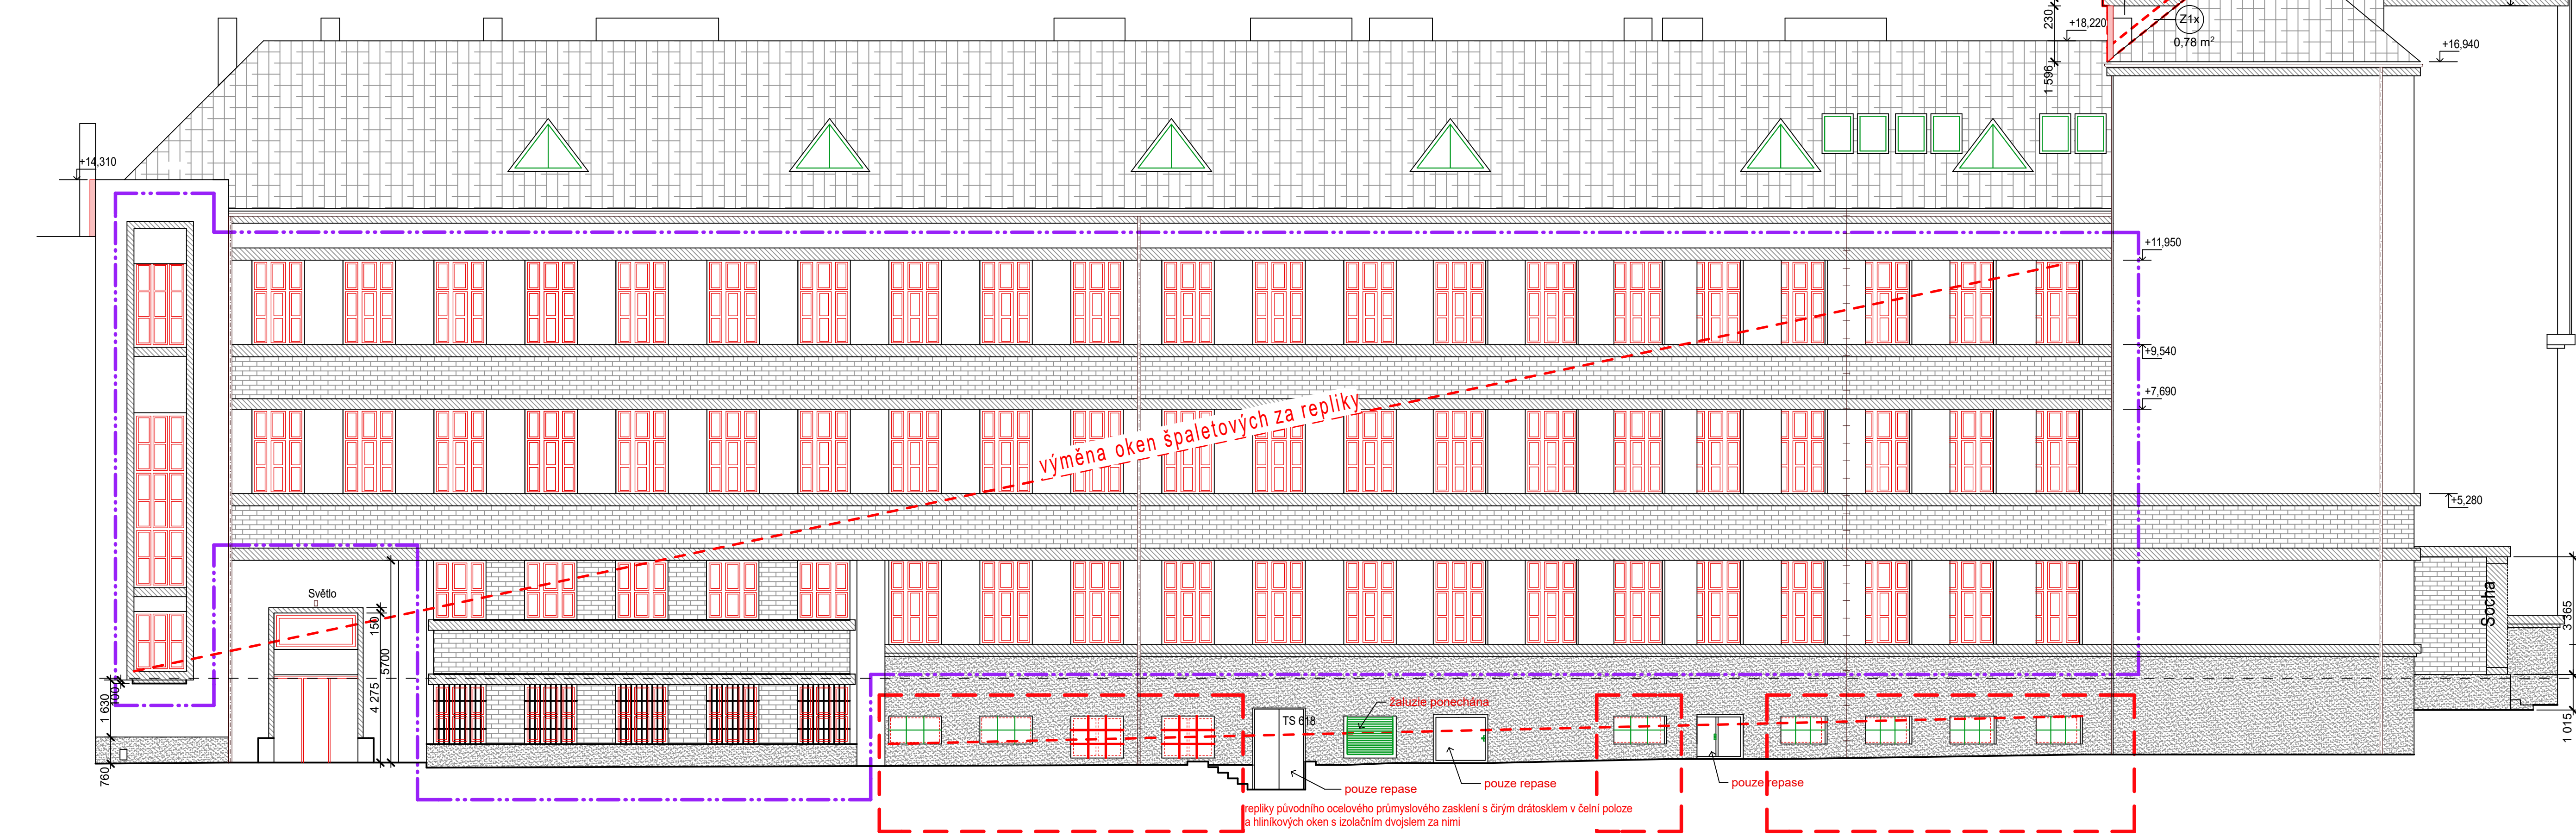 230
+18,220
Z1x
0,78 m²
+16,940
1 596
+14,310
+11,950
+9,540
+7,690
výměna oken špaletových za repliky
+5,280
Světlo
150
5700
4 275
Socha
3 365
1 630
100
760
žaluzie ponechána
TS 618
1 015
pouze repase
pouze repase
pouze repase
repliky původního ocelového průmyslového zasklení s čirým drátosklem v čelní poloze
a hliníkových oken s izolačním dvojslem za nimi